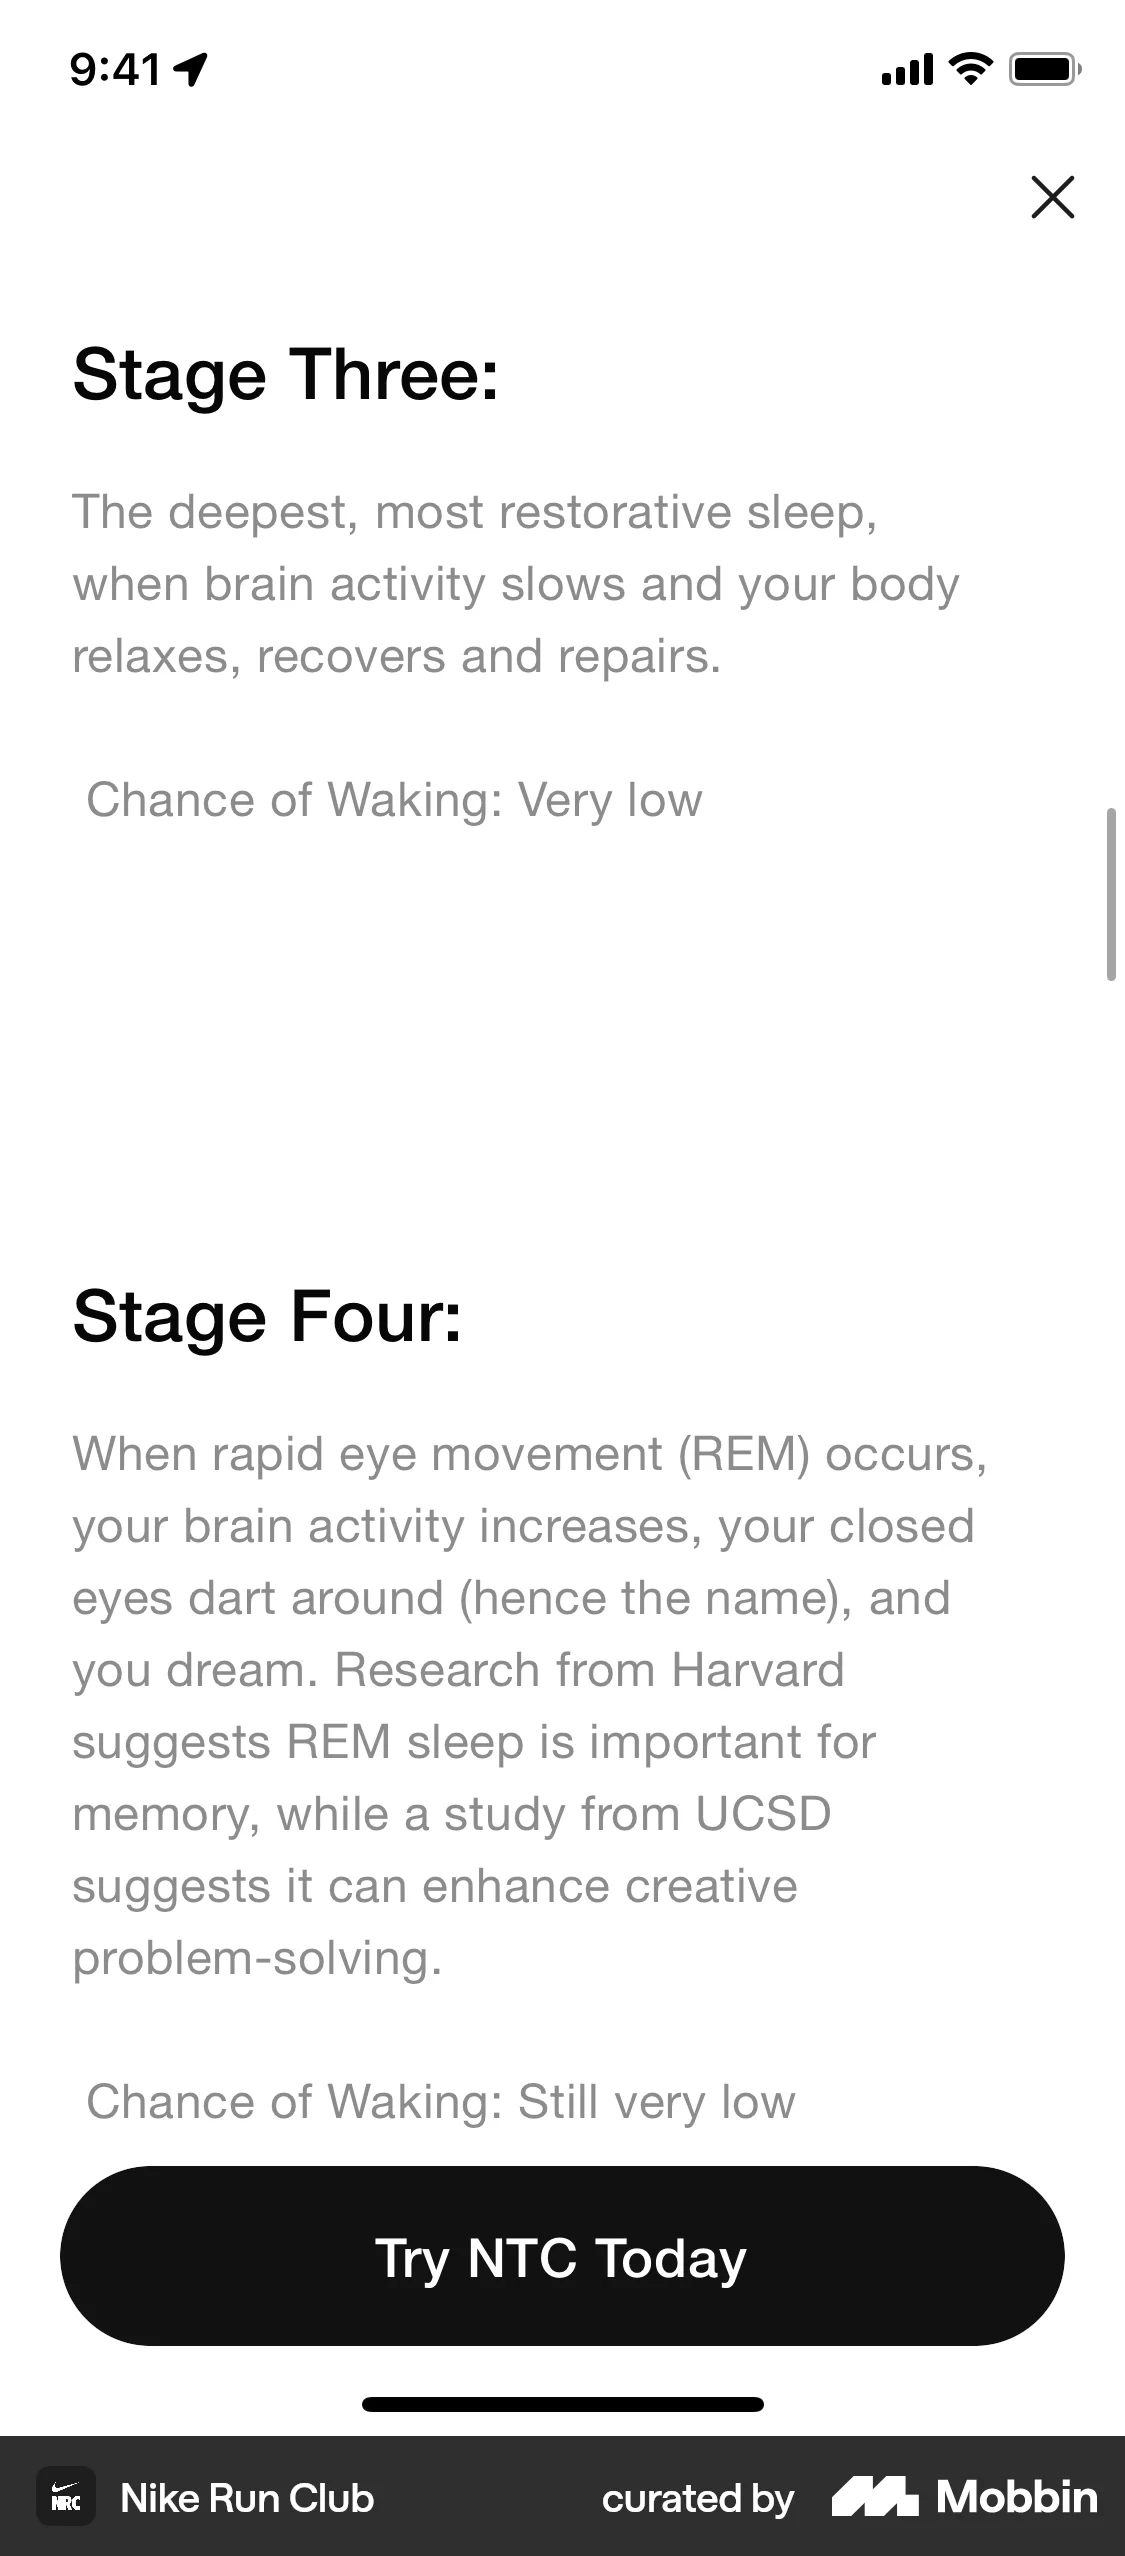 9:41
Stage Three:
The deepest, most restorative sleep,
when brain activity slows and your body
relaxes, recovers and repairs.
Chance of Waking: Very low
Stage Four:
When rapid eye movement (REM) occurs,
your brain activity increases, your closed
eyes dart around (hence the name), and
you dream. Research from Harvard
suggests REM sleep is important for
memory, while a study from UCSD
suggests it can enhance creative
problem-solving.
Chance of Waking: Still very low
Try NTC Today
NRC Nike Run Club curated by Mobbin